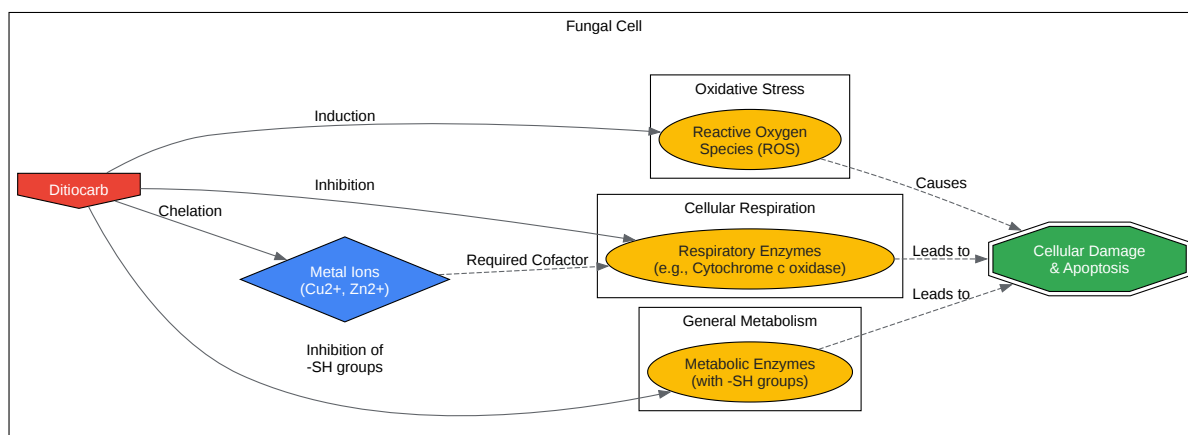 Fungal Cell
Oxidative Stress
Induction
Reactive Oxygen
Species (ROS)
Ditiocarb
Inhibition
Causes
Chelation
Cellular Respiration
Metal Ions
(Cu2+, Zn2+)
Required Cofactor
Respiratory Enzymes
(e.g., Cytochrome c oxidase)
Leads to
Cellular Damage
& Apoptosis
Leads to
General Metabolism
Inhibition of
-SH groups
Metabolic Enzymes
(with -SH groups)